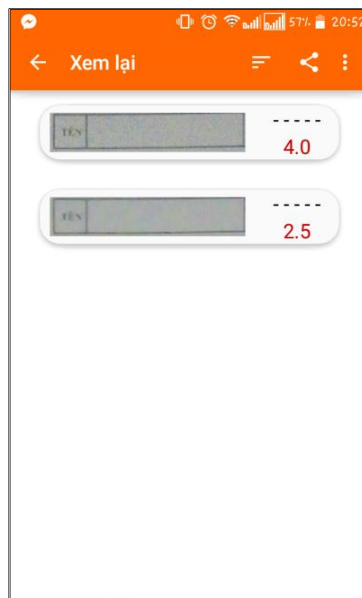 57% 20:52
Xem lại
TÊN
-----
4.0
TÊN
-----
2.5